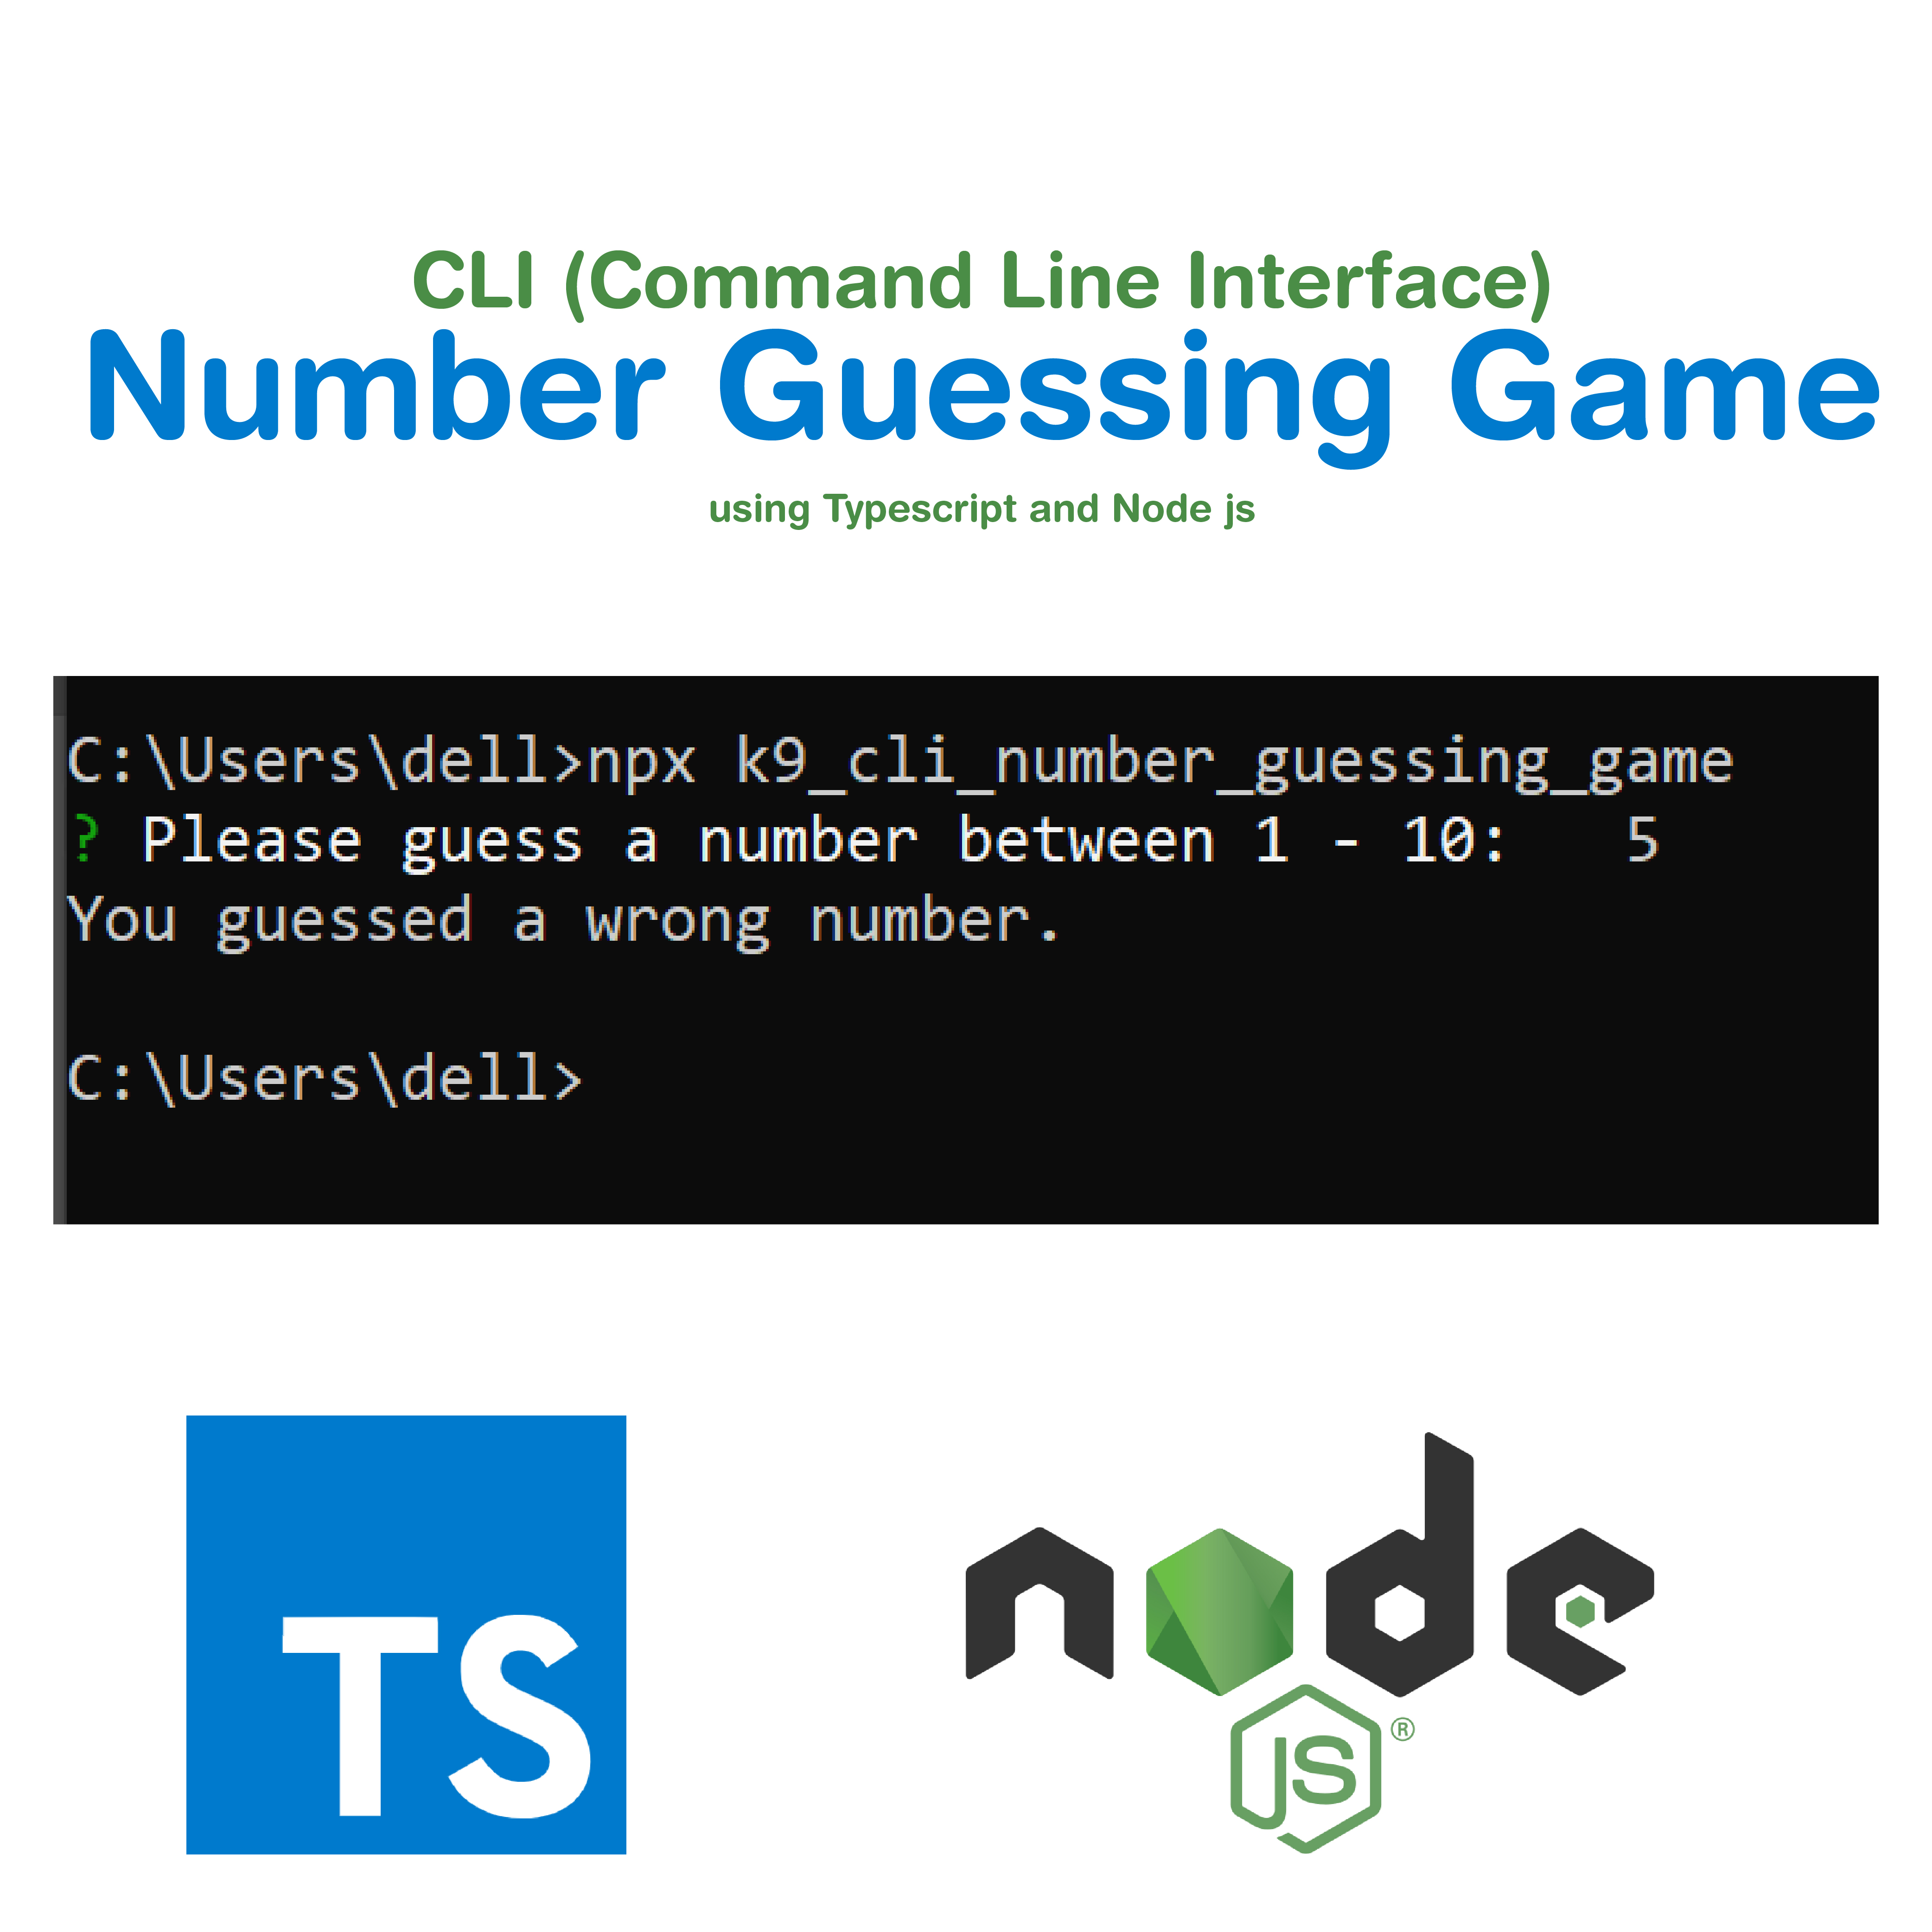 CLI (Command Line Interface)
Number Guessing Game
using Typescript and Node js
C:\Users\dell>npx k9_cli_number_guessing_game
? Please guess a number between 1 - 10:   5
You guessed a wrong number.
C:\Users\dell>
TS
node
JS®